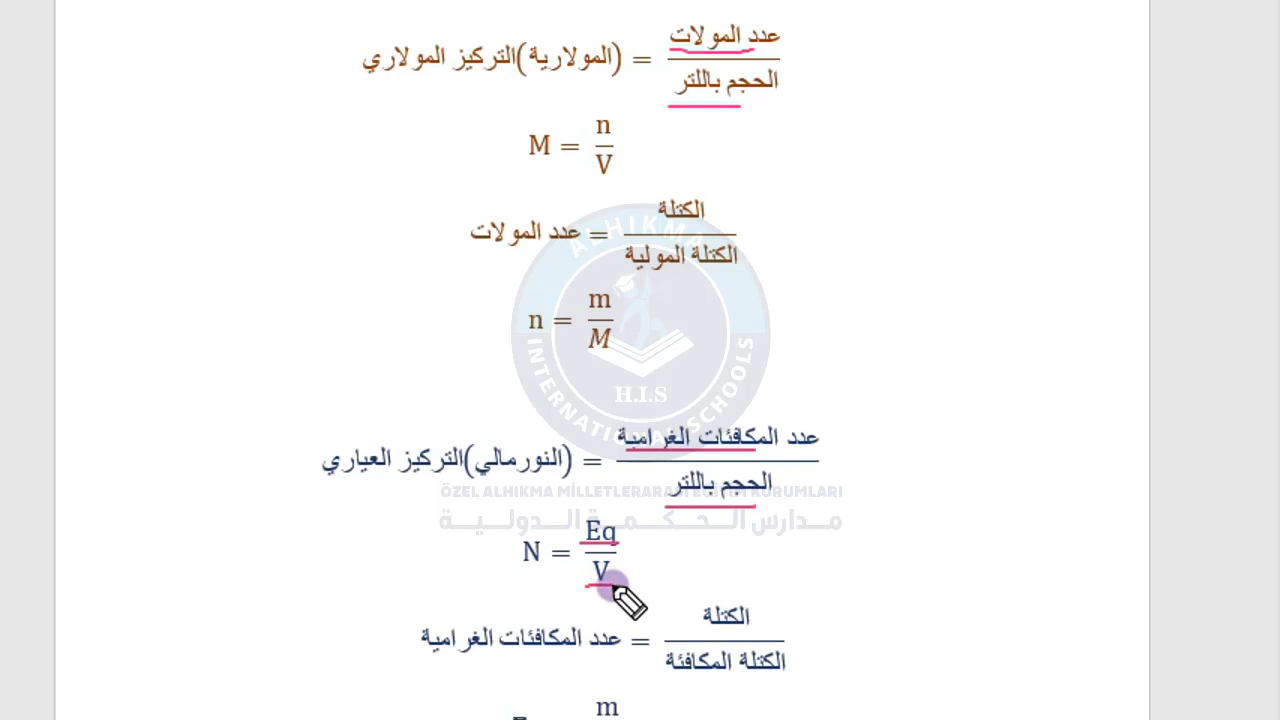 التركيز المولاري(المولارية) = عدد المولات / الحجم باللتر
M = n / V
عدد المولات = الكتلة / الكتلة المولية
n = m / M
ALHIKMA INTERNATIONAL SCHOOLS
H.I.S
التركيز العياري(النورمالي) = عدد المكافئات الغرامية / الحجم باللتر
ÖZEL ALHIKMA MİLLETLERARASI EĞİTİM KURUMLARI
مدارس الحكمة الدولية
N = Eq / V
عدد المكافئات الغرامية = الكتلة / الكتلة المكافئة
m